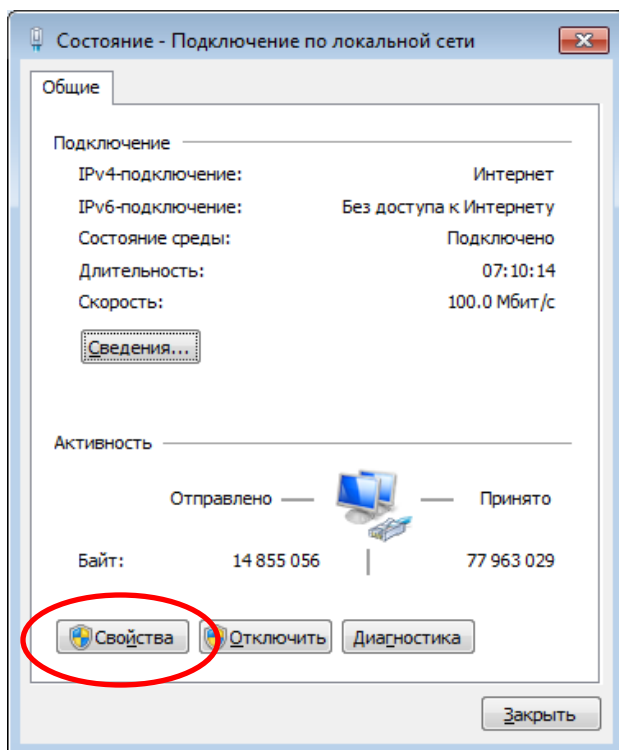 Состояние - Подключение по локальной сети
Общие
Подключение
IPv4-подключение: Интернет
IPv6-подключение: Без доступа к Интернету
Состояние среды: Подключено
Длительность: 07:10:14
Скорость: 100.0 Мбит/с
Сведения...
Активность
Отправлено — — Принято
Байт: 14 855 056 | 77 963 029
Свойства Отключить Диагностика
Закрыть